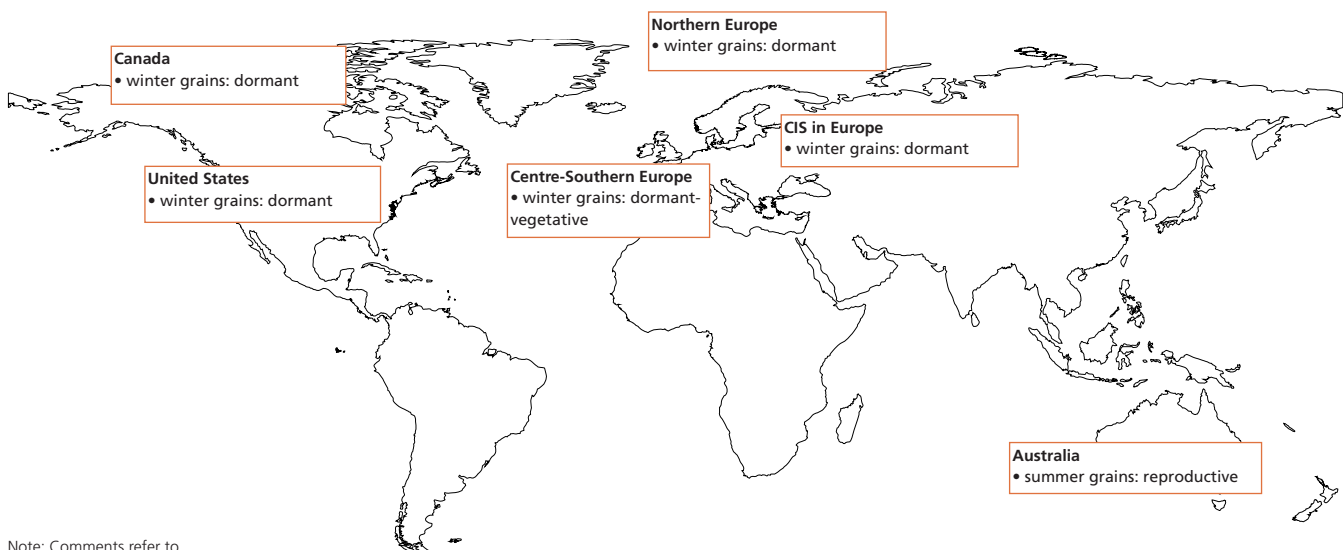 Northern Europe
• winter grains: dormant
Canada
• winter grains: dormant
CIS in Europe
• winter grains: dormant
United States
• winter grains: dormant
Centre-Southern Europe
• winter grains: dormant-
vegetative
Australia
• summer grains: reproductive
Note: Comments refer to